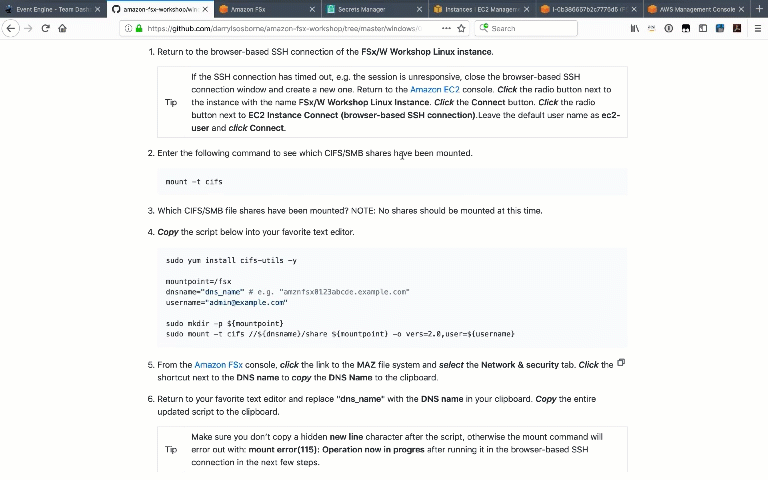 Event Engine - Team Dash
amazon-fsx-workshop/win
Amazon FSx
Secrets Manager
Instances | EC2 Managemen
i-0b386657b2c7776d5 (F
AWS Management Console
https://github.com/darrylsosborne/amazon-fsx-workshop/tree/master/windows/
Search
1. Return to the browser-based SSH connection of the FSx/W Workshop Linux instance.
If the SSH connection has timed out, e.g. the session is unresponsive, close the browser-based SSH
connection window and create a new one. Return to the Amazon EC2 console. Click the radio button next to
Tip the instance with the name FSx/W Workshop Linux Instance. Click the Connect button. Click the radio
button next to EC2 Instance Connect (browser-based SSH connection).Leave the default user name as ec2-
user and click Connect.
2. Enter the following command to see which CIFS/SMB shares have been mounted.
mount -t cifs
3. Which CIFS/SMB file shares have been mounted? NOTE: No shares should be mounted at this time.
4. Copy the script below into your favorite text editor.
sudo yum install cifs-utils -y
mountpoint=/fsx
dnsname="dns_name" # e.g. "amznfsx0123abcde.example.com"
username="admin@example.com"
sudo mkdir -p ${mountpoint}
sudo mount -t cifs //${dnsname}/share ${mountpoint} -o vers=2.0,user=${username}
5. From the Amazon FSx console, click the link to the MAZ file system and select the Network & security tab. Click the
shortcut next to the DNS name to copy the DNS Name to the clipboard.
6. Return to your favorite text editor and replace "dns_name" with the DNS name in your clipboard. Copy the entire
updated script to the clipboard.
Make sure you don't copy a hidden new line character after the script, otherwise the mount command will
Tip error out with: mount error(115): Operation now in progres after running it in the browser-based SSH
connection in the next few steps.